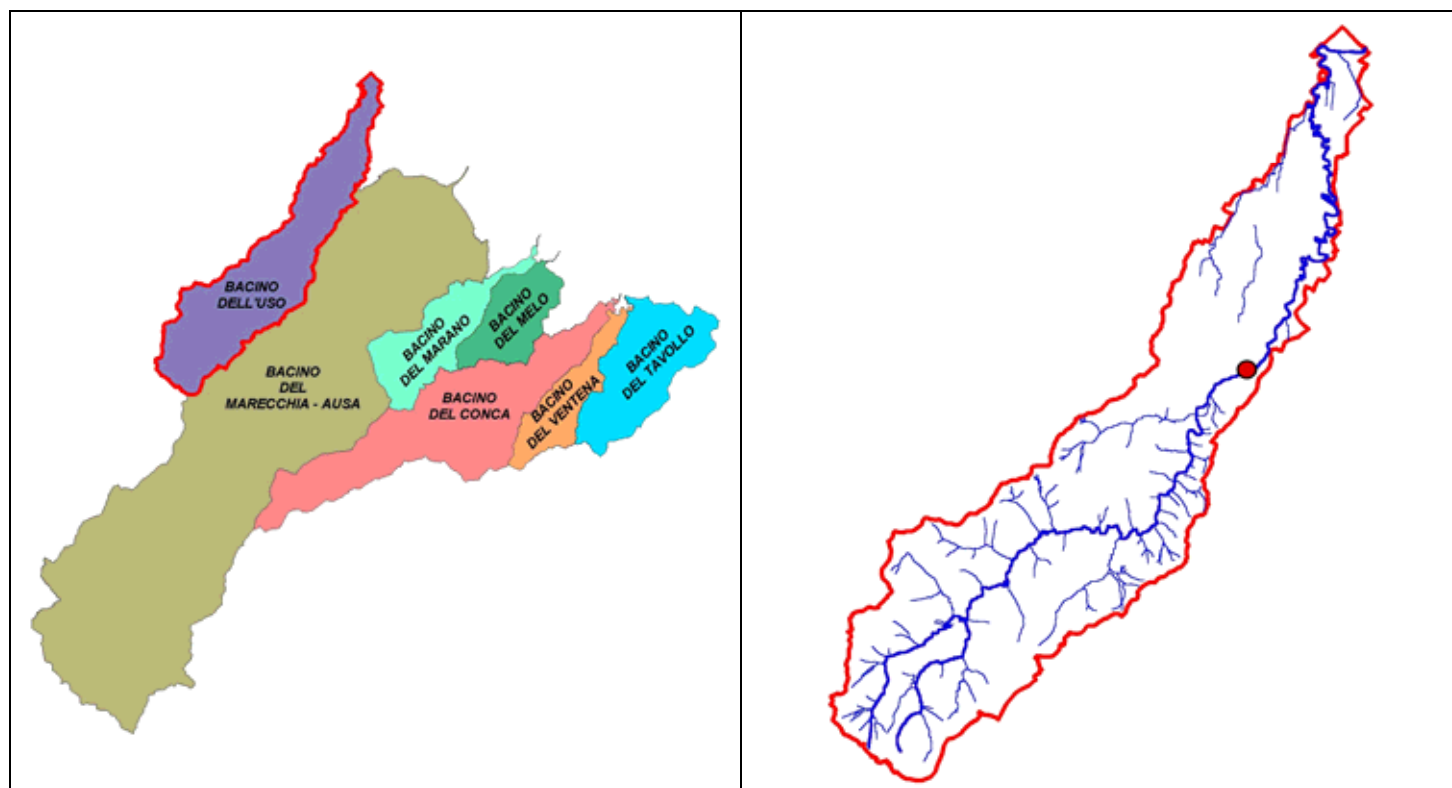 BACINO
DELL'USO
BACINO
DEL MARANO
BACINO
DEL MELO
BACINO
DEL
MARECCHIA - AUSA
BACINO
DEL CONCA
BACINO
DEL VENTENA
BACINO
DEL TAVOLLO